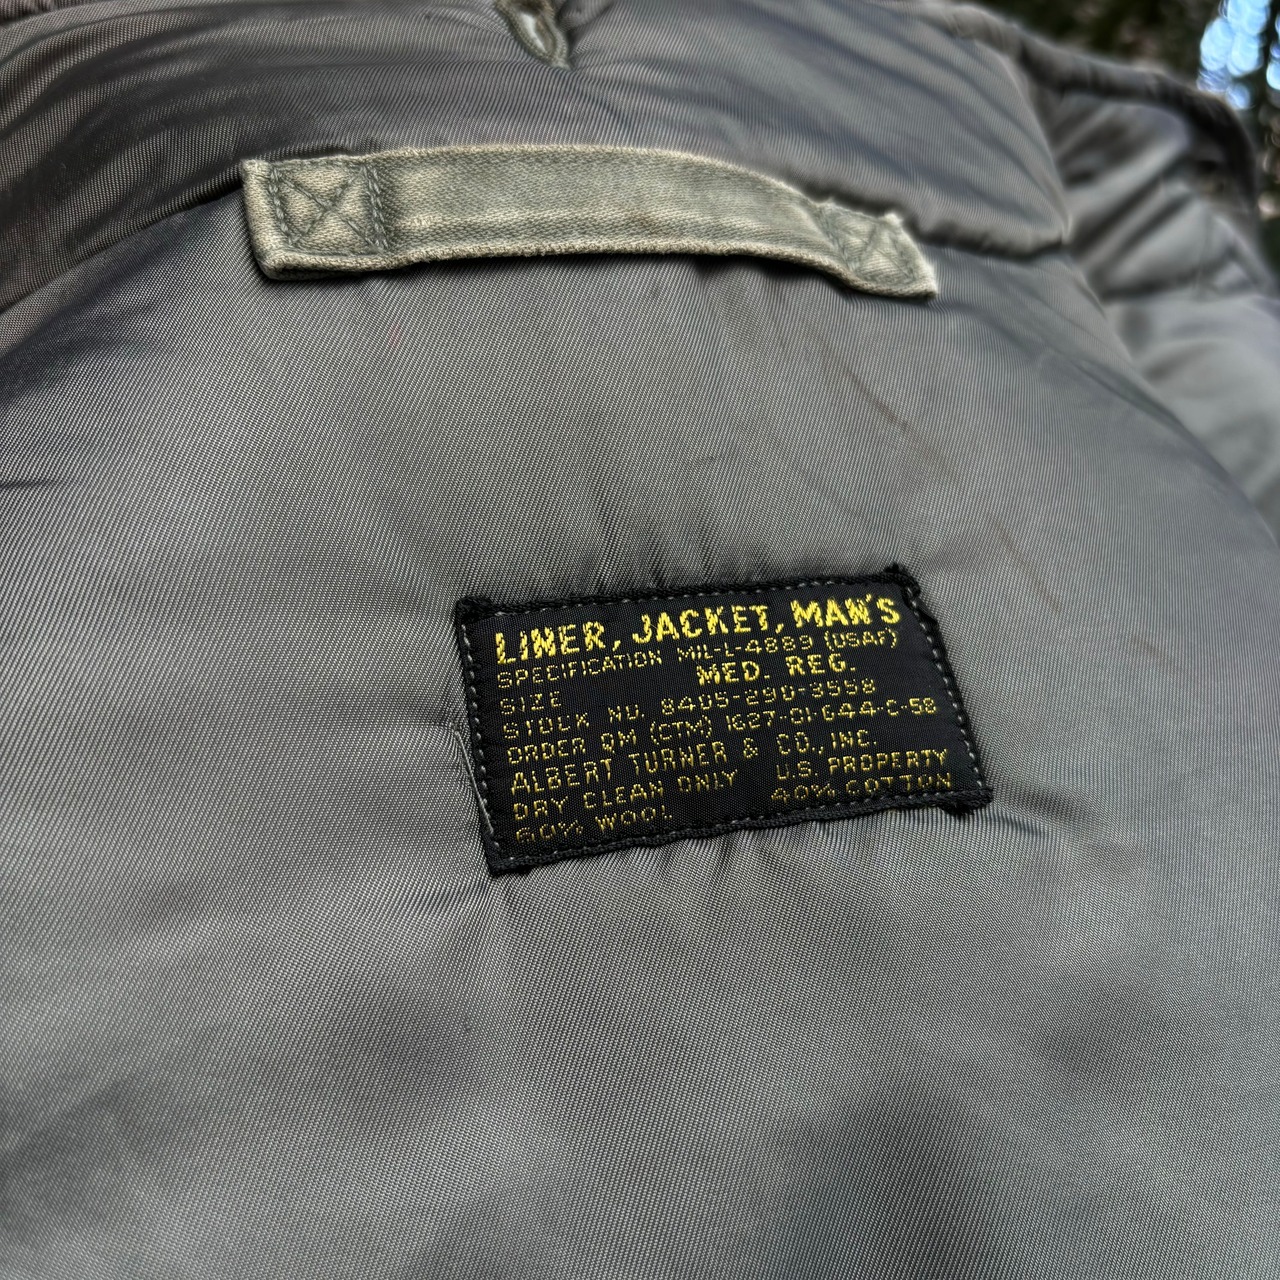 LINER, JACKET, MAN'S
SPECIFICATION MIL-L-4889 (USAF)
SIZE MED. REG.
STOCK NO. 8405-290-3558
ORDER QM (CTM) 1627-O1-644-C-58
ALBERT TURNER & CO., INC.
DRY CLEAN ONLY U.S. PROPERTY
60% WOOL 40% COTTON